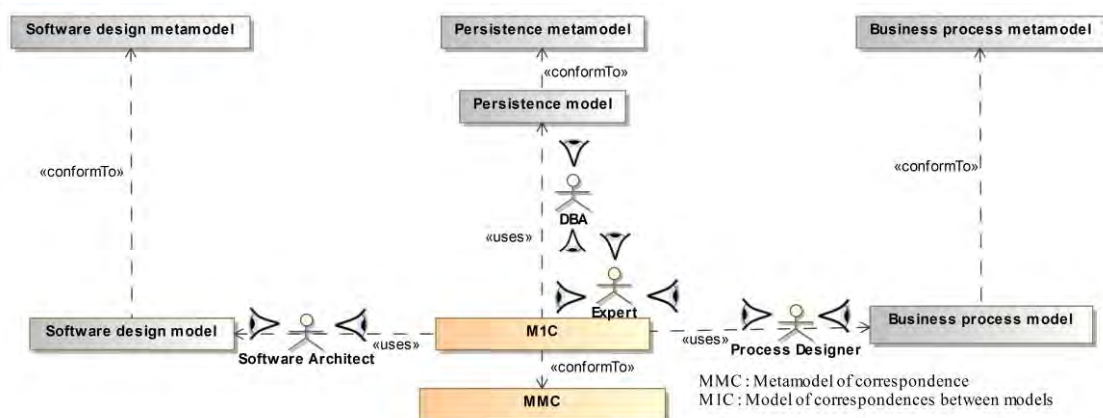 Software design metamodel
Persistence metamodel
Business process metamodel
«conformTo»
Persistence model
«conformTo»
«conformTo»
DBA
«uses»
Expert
Software design model
«uses»
Software Architect
M1C
«uses»
Process Designer
Business process model
«conformTo»
MMC
MMC : Metamodel of correspondence
M1C : Model of correspondences between models